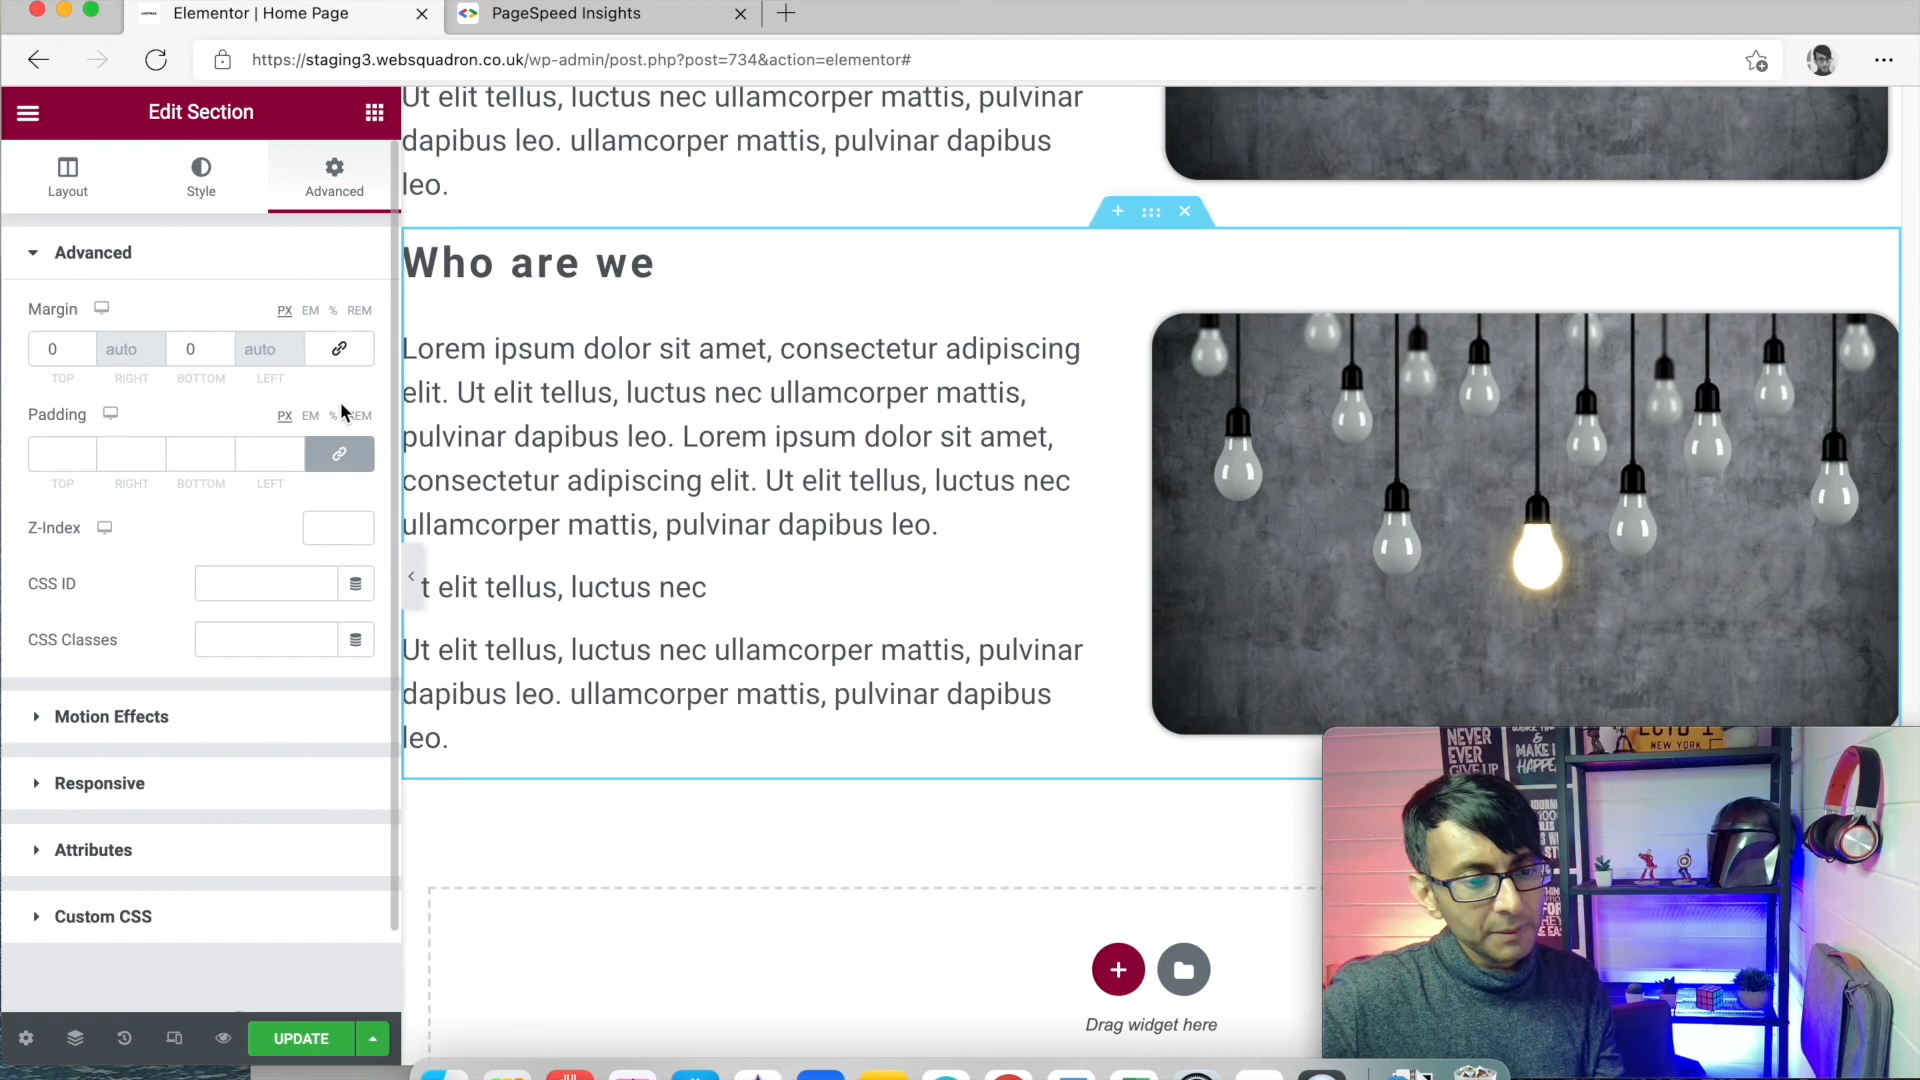 Elementor | Home Page
PageSpeed Insights
https://staging3.websquadron.co.uk/wp-admin/post.php?post=734&action=elementor#
Edit Section
Layout
Style
Advanced
Advanced
Margin
PX EM % REM
0 auto 0 auto
TOP RIGHT BOTTOM LEFT
Padding
PX EM % REM
TOP RIGHT BOTTOM LEFT
Z-Index
CSS ID
CSS Classes
Motion Effects
Responsive
Attributes
Custom CSS
UPDATE
Ut elit tellus, luctus nec ullamcorper mattis, pulvinar
dapibus leo. ullamcorper mattis, pulvinar dapibus
leo.
Who are we
Lorem ipsum dolor sit amet, consectetur adipiscing
elit. Ut elit tellus, luctus nec ullamcorper mattis,
pulvinar dapibus leo. Lorem ipsum dolor sit amet,
consectetur adipiscing elit. Ut elit tellus, luctus nec
ullamcorper mattis, pulvinar dapibus leo.
t elit tellus, luctus nec
Ut elit tellus, luctus nec ullamcorper mattis, pulvinar
dapibus leo. ullamcorper mattis, pulvinar dapibus
leo.
Drag widget here
NEVER
EVER
GIVE UP
& MAKE I
HAPPE
ECTO 1
NEW YORK